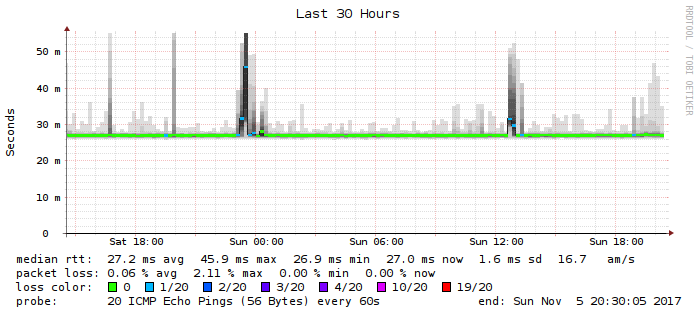 Last 30 Hours
RRDTOOL / TOBI OETIKER
Seconds
50 m
40 m
30 m
20 m
10 m
0
Sat 18:00 Sun 00:00 Sun 06:00 Sun 12:00 Sun 18:00
median rtt: 27.2 ms avg 45.9 ms max 26.9 ms min 27.0 ms now 1.6 ms sd 16.7 am/s
packet loss: 0.06 % avg 2.11 % max 0.00 % min 0.00 % now
loss color: 0 1/20 2/20 3/20 4/20 10/20 19/20
probe: 20 ICMP Echo Pings (56 Bytes) every 60s end: Sun Nov 5 20:30:05 2017